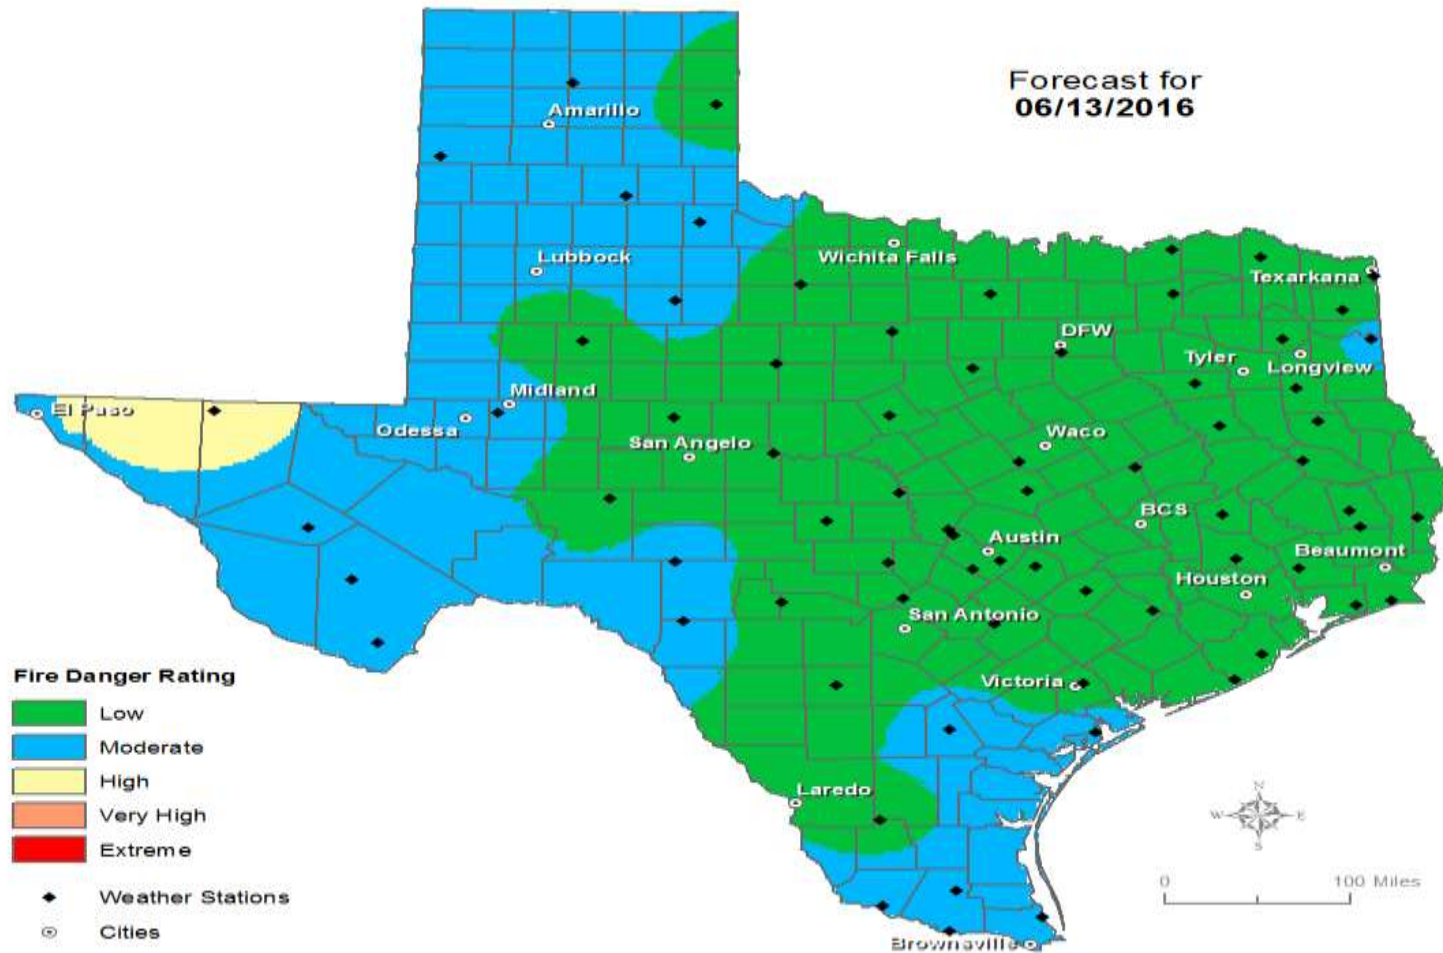 Forecast for
06/13/2016
Amarillo
Lubbock
Wichita Falls
Texarkana
DFW
Tyler
Longview
Midland
El Paso
Odessa
San Angelo
Waco
BCS
Austin
Beaumont
Houston
San Antonio
Victoria
Laredo
Brownsville
Fire Danger Rating
Low
Moderate
High
Very High
Extreme
Weather Stations
Cities
N
W E
S
0 100 Miles